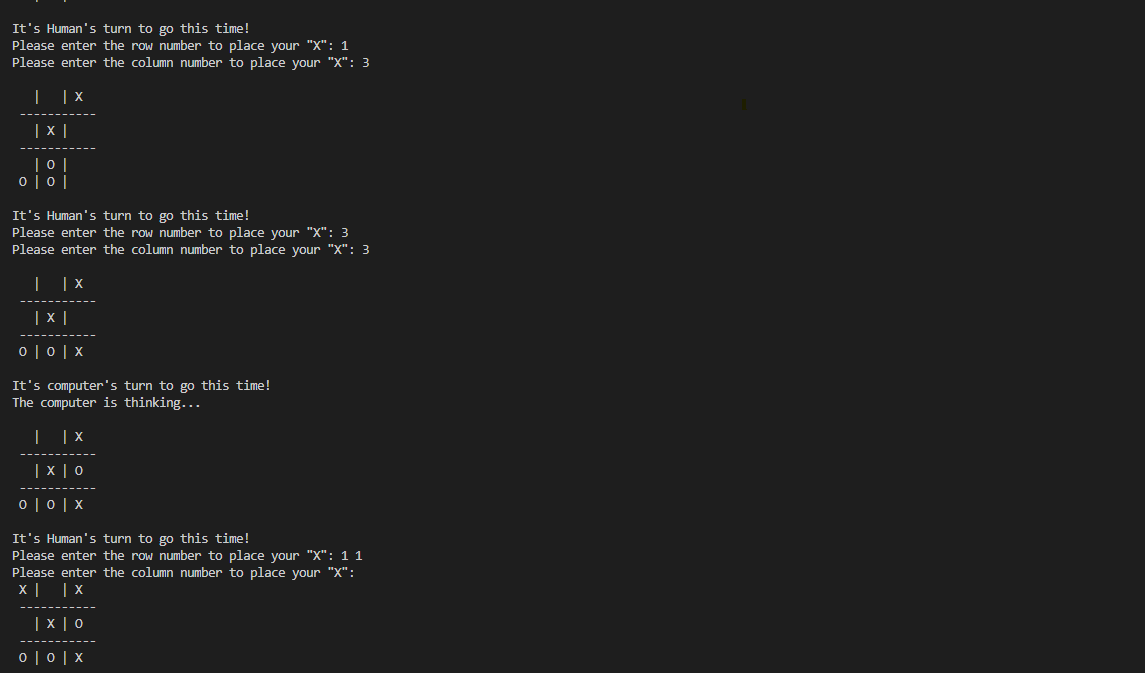 It's Human's turn to go this time!
Please enter the row number to place your "X": 1
Please enter the column number to place your "X": 3
   |   | X
 -----------
   | X |
 -----------
   | O |
 O | O |
It's Human's turn to go this time!
Please enter the row number to place your "X": 3
Please enter the column number to place your "X": 3
   |   | X
 -----------
   | X |
 -----------
 O | O | X
It's computer's turn to go this time!
The computer is thinking...
   |   | X
 -----------
   | X | O
 -----------
 O | O | X
It's Human's turn to go this time!
Please enter the row number to place your "X": 1 1
Please enter the column number to place your "X":
 X |   | X
 -----------
   | X | O
 -----------
 O | O | X